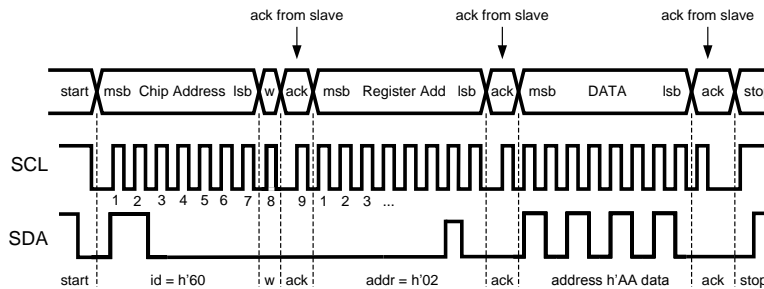 ack from slave ack from slave ack from slave
start msb Chip Address lsb w ack msb Register Add lsb ack msb DATA lsb ack stop
SCL
1 2 3 4 5 6 7 8 9 1 2 3 ...
SDA
start id = h'60 w ack addr = h'02 ack address h'AA data ack stop